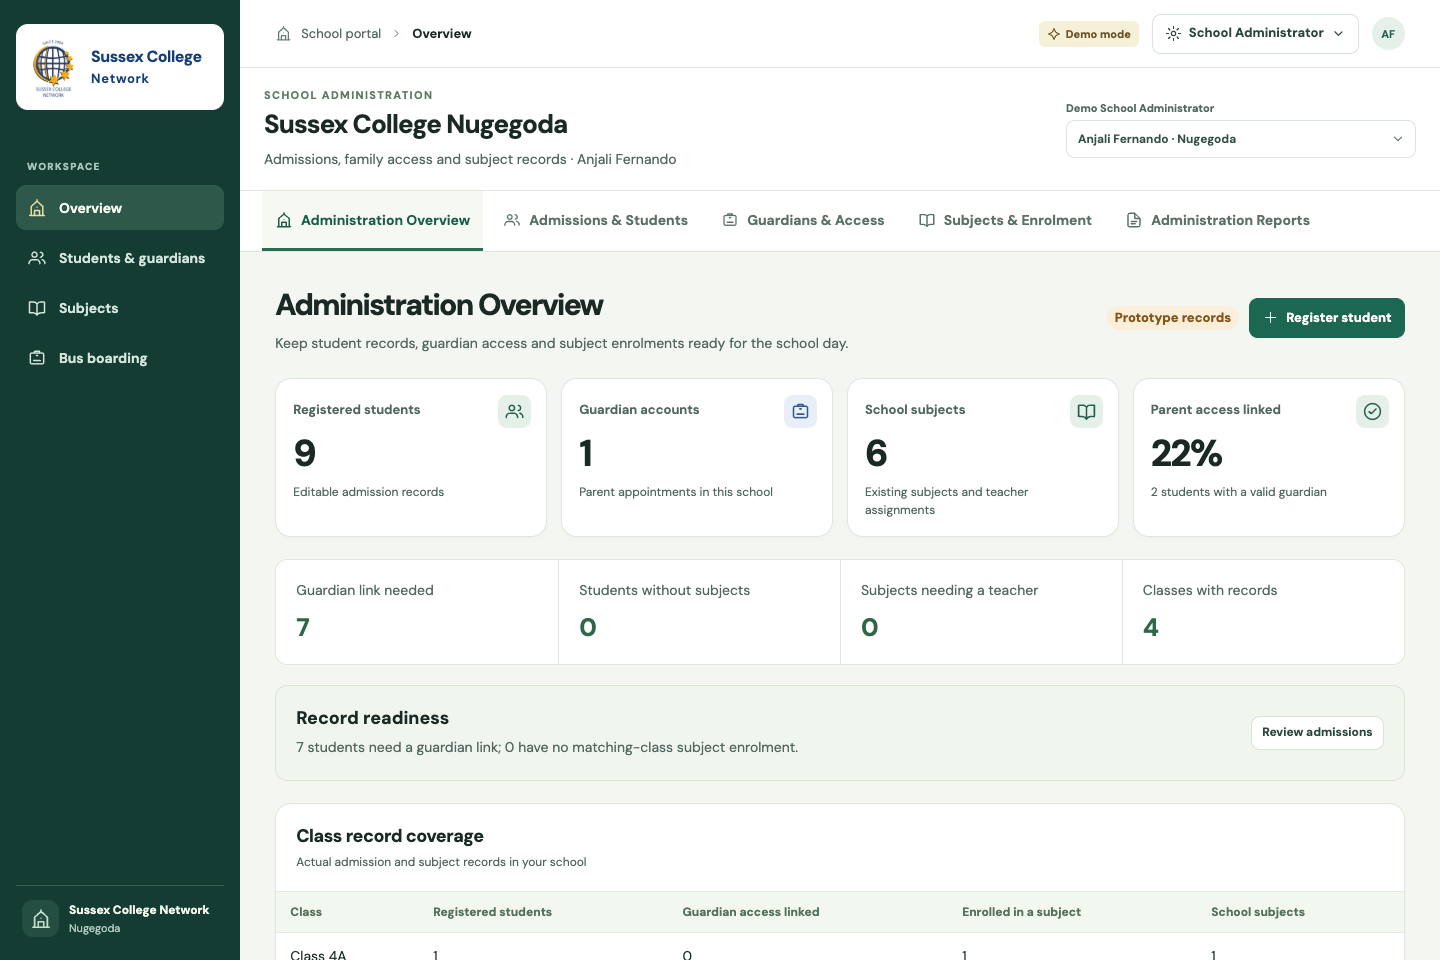 SINCE 1984
SUSSEX COLLEGE
NETWORK
Sussex College
Network
WORKSPACE
Overview
Students & guardians
Subjects
Bus boarding
Sussex College Network
Nugegoda
School portal
Overview
Demo mode
School Administrator
AF
SCHOOL ADMINISTRATION
Sussex College Nugegoda
Admissions, family access and subject records · Anjali Fernando
Demo School Administrator
Anjali Fernando · Nugegoda
Administration Overview
Admissions & Students
Guardians & Access
Subjects & Enrolment
Administration Reports
Administration Overview
Keep student records, guardian access and subject enrolments ready for the school day.
Prototype records
Register student
Registered students
9
Editable admission records
Guardian accounts
1
Parent appointments in this school
School subjects
6
Existing subjects and teacher
assignments
Parent access linked
22%
2 students with a valid guardian
Guardian link needed
7
Students without subjects
0
Subjects needing a teacher
0
Classes with records
4
Record readiness
7 students need a guardian link; 0 have no matching-class subject enrolment.
Review admissions
Class record coverage
Actual admission and subject records in your school
Class Registered students Guardian access linked Enrolled in a subject School subjects
Class 4A 1 0 1 1